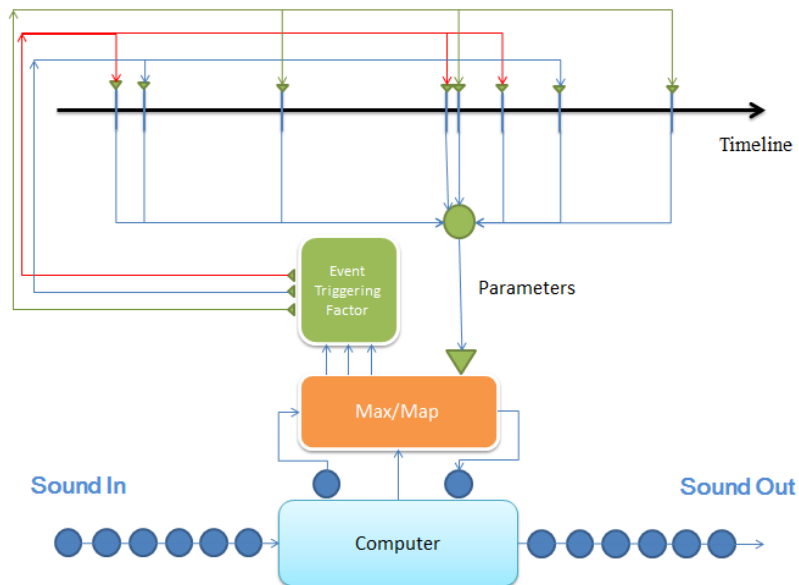 Timeline
Event
Triggering
Factor
Parameters
Max/Map
Sound In
Sound Out
Computer